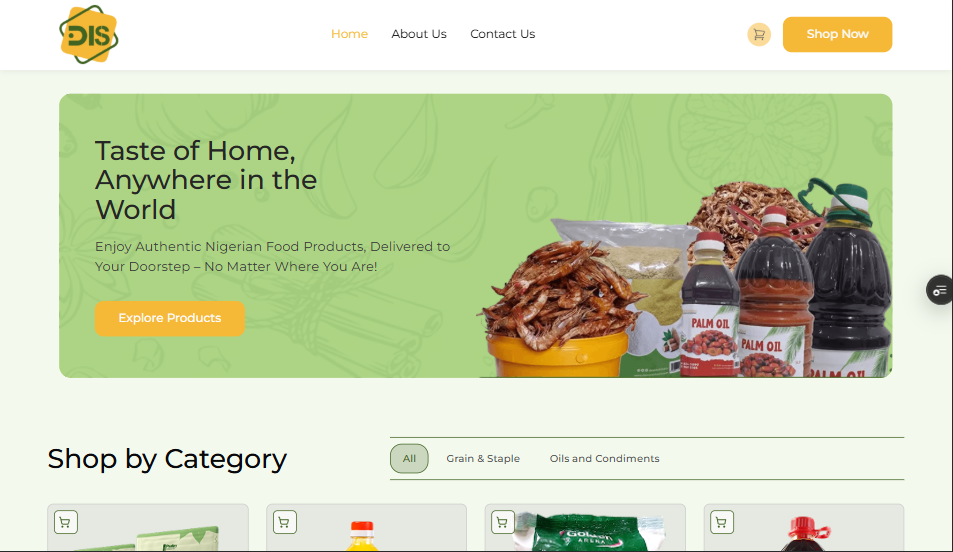 DIS
Home
About Us
Contact Us
Shop Now
Taste of Home,
Anywhere in the
World
Enjoy Authentic Nigerian Food Products, Delivered to
Your Doorstep – No Matter Where You Are!
Explore Products
PALM OIL
PALM OIL
PALM OIL
Shop by Category
All
Grain & Staple
Oils and Condiments
Golden